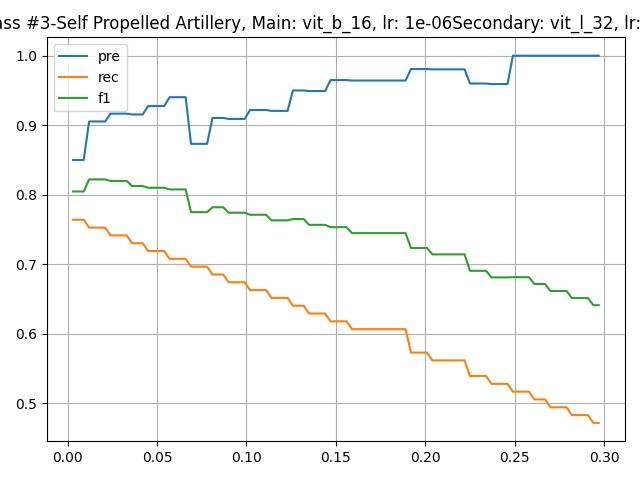 ass #3-Self Propelled Artillery, Main: vit_b_16, lr: 1e-06Secondary: vit_l_32, lr:
pre
rec
f1
1.0
0.9
0.8
0.7
0.6
0.5
0.00 0.05 0.10 0.15 0.20 0.25 0.30